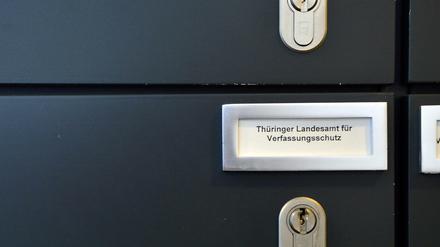 Thüringer Landesamt für
Verfassungsschutz